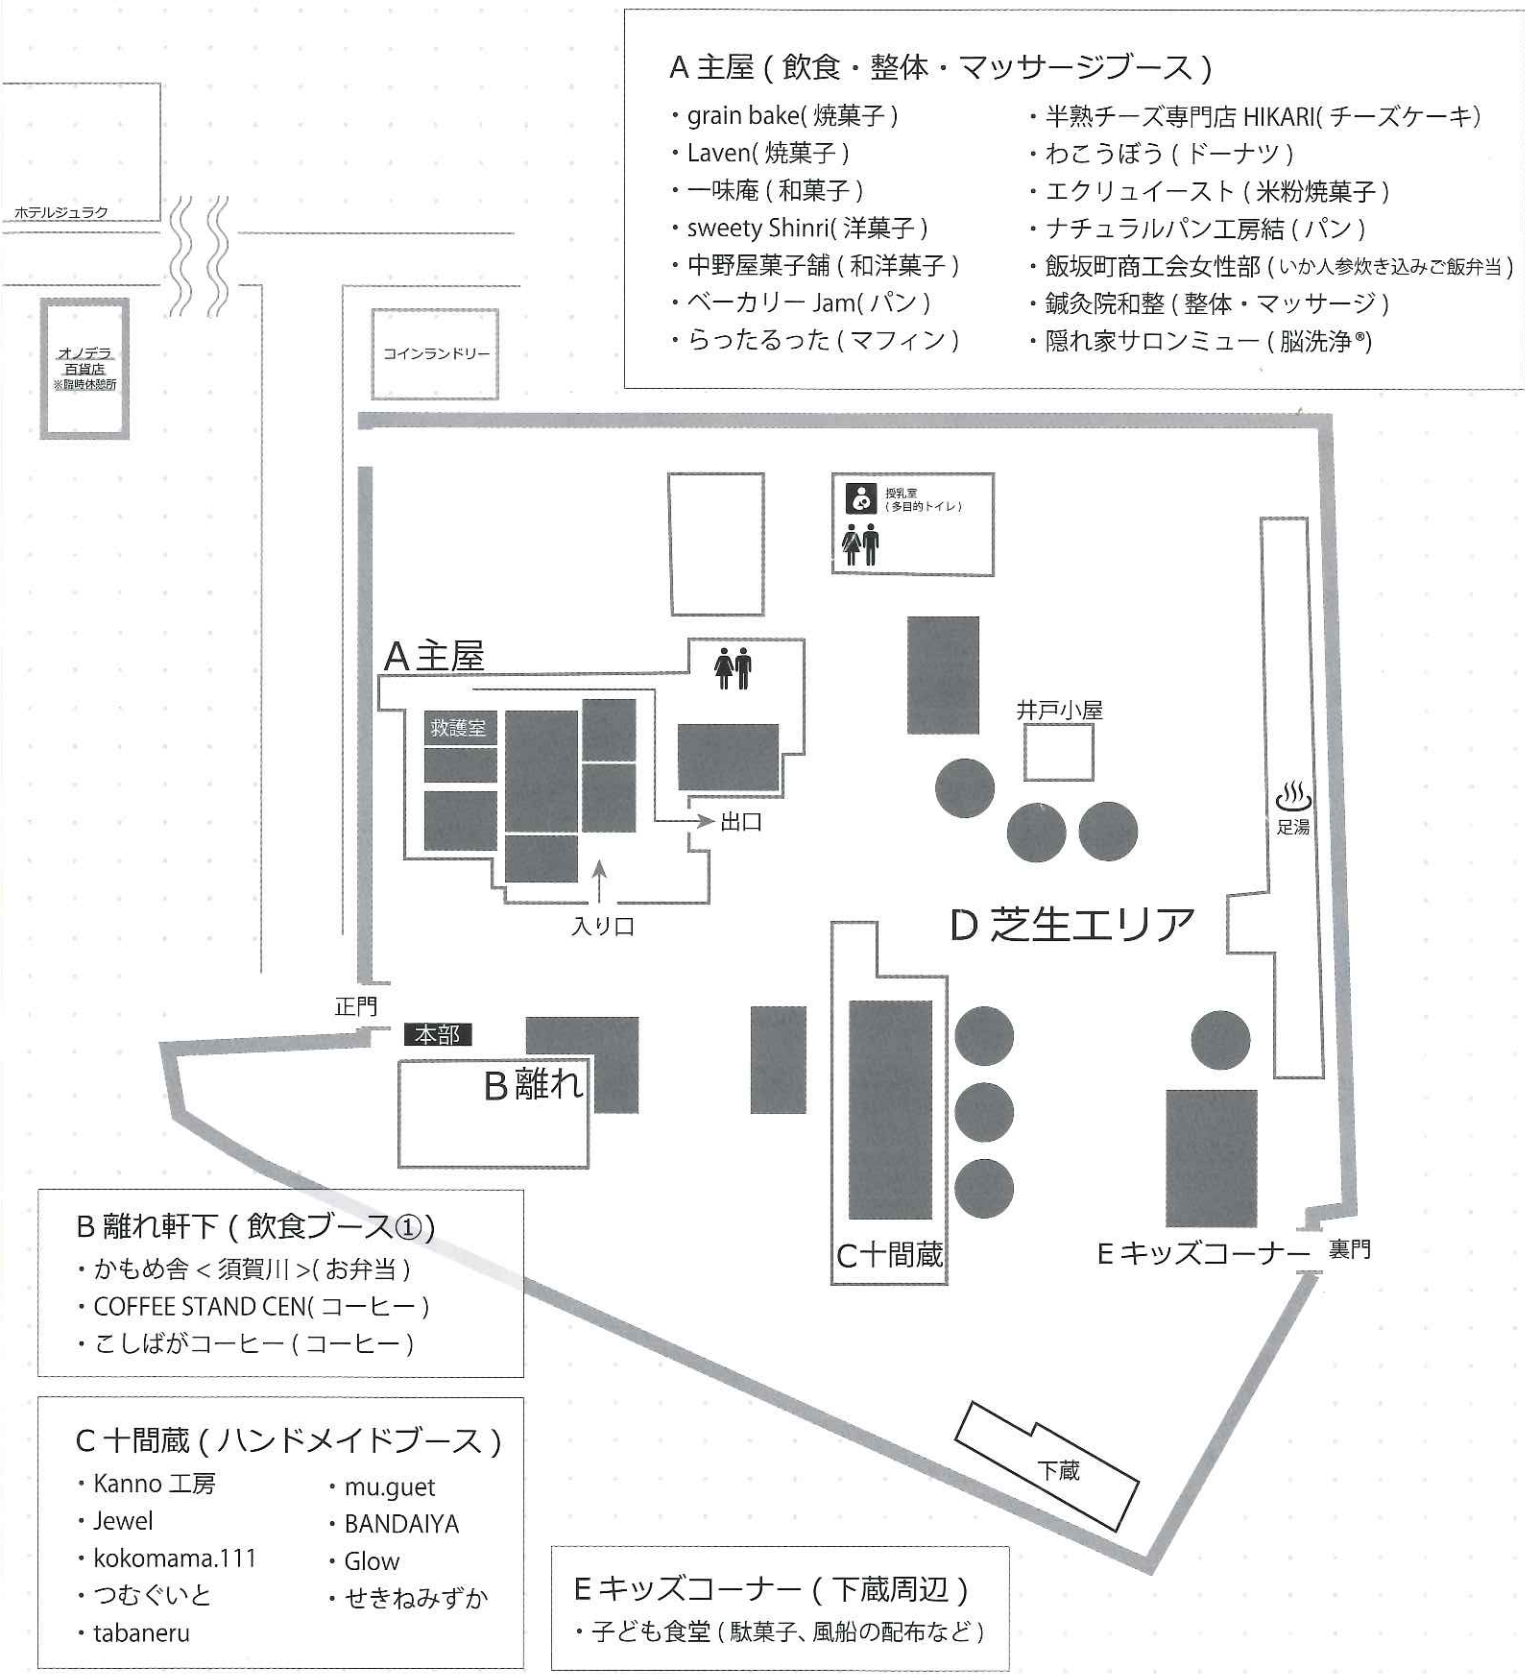 A 主屋 ( 飲食・整体・マッサージブース )
・grain bake( 焼菓子 )
・Laven( 焼菓子 )
・一味庵 ( 和菓子 )
・sweety Shinri( 洋菓子 )
・中野屋菓子舗 ( 和洋菓子 )
・ベーカリー Jam( パン )
・らったるった ( マフィン )
・半熟チーズ専門店 HIKARI( チーズケーキ）
・わこうぼう ( ドーナツ )
・エクリュイースト ( 米粉焼菓子 )
・ナチュラルパン工房結 ( パン )
・飯坂町商工会女性部 ( いか人参炊き込みご飯弁当 )
・鍼灸院和整 ( 整体・マッサージ )
・隠れ家サロンミュー ( 脳洗浄®)
ホテルジュラク
オノデラ
百貨店
※臨時休憩所
コインランドリー
授乳室
( 多目的トイレ )
A 主屋
救護室
井戸小屋
出口
足湯
入り口
D 芝生エリア
正門
本部
B 離れ
C 十間蔵
E キッズコーナー
裏門
B 離れ軒下 ( 飲食ブース①)
・かもめ舎 < 須賀川 >( お弁当 )
・COFFEE STAND CEN( コーヒー )
・こしばがコーヒー ( コーヒー )
C 十間蔵 ( ハンドメイドブース )
・Kanno 工房
・Jewel
・kokomama.111
・つむぐいと
・tabaneru
・mu.guet
・BANDAIYA
・Glow
・せきねみずか
下蔵
E キッズコーナー ( 下蔵周辺 )
・子ども食堂 ( 駄菓子、風船の配布など )